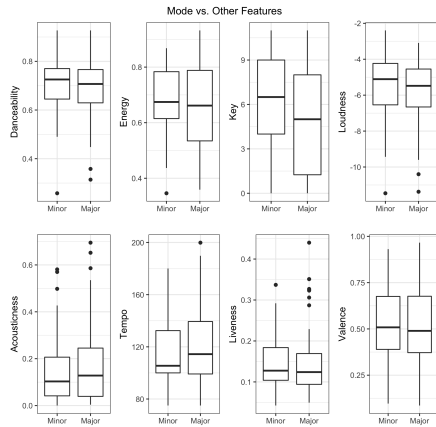 Mode vs. Other Features
Danceability
0.8
0.6
0.4
Minor Major
Energy
0.8
0.6
0.4
Minor Major
Key
9
6
3
0
Minor Major
Loudness
-2
-4
-6
-8
-10
Minor Major
Acousticness
0.6
0.4
0.2
0.0
Minor Major
Tempo
200
160
120
80
Minor Major
Liveness
0.4
0.3
0.2
0.1
Minor Major
Valence
1.00
0.75
0.50
0.25
0.00
Minor Major